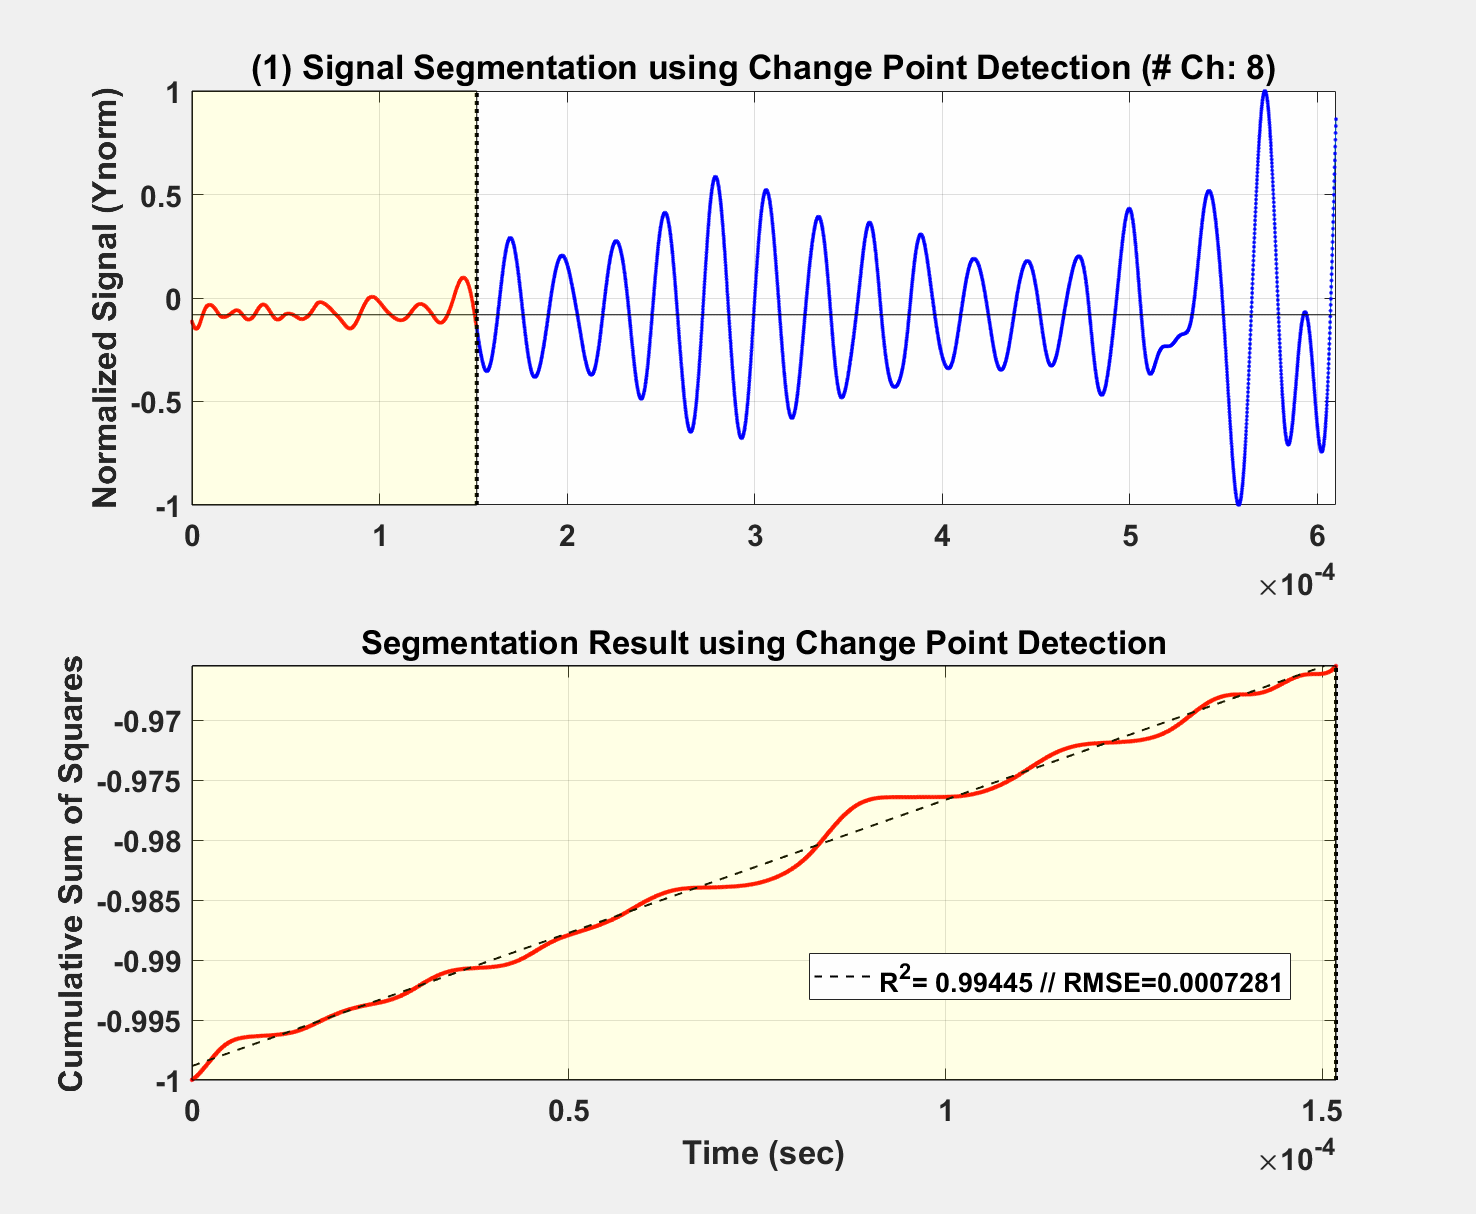 (1) Signal Segmentation using Change Point Detection (# Ch: 8)
Normalized Signal (Ynorm)
1
0.5
0
-0.5
-1
0 1 2 3 4 5 6
×10-4
Segmentation Result using Change Point Detection
Cumulative Sum of Squares
-0.97
-0.975
-0.98
-0.985
-0.99
-0.995
-1
R2= 0.99445 // RMSE=0.0007281
0 0.5 1 1.5
Time (sec)
×10-4